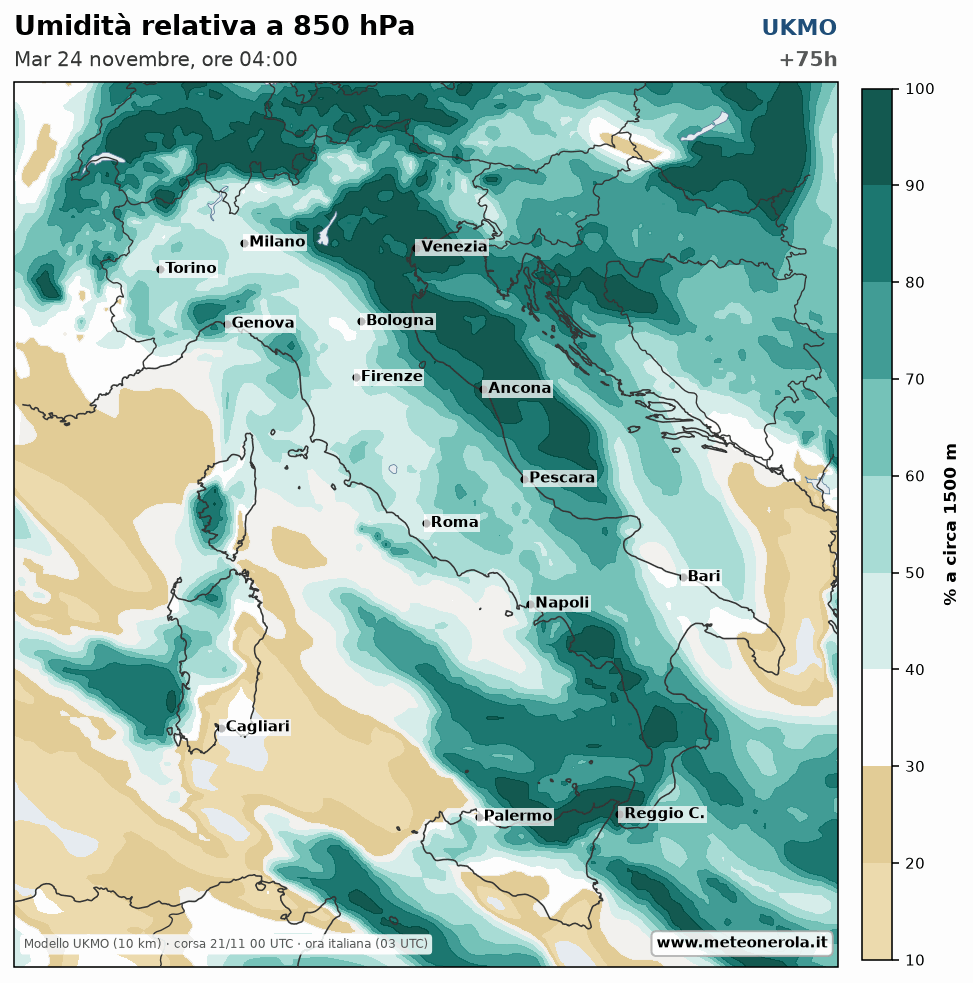 Umidità relativa a 850 hPa
UKMO
Mar 24 novembre, ore 04:00
+75h
100
90
80
70
60
50
40
30
20
10
% a circa 1500 m
Milano
Venezia
Torino
Genova
Bologna
Firenze
Ancona
Pescara
Roma
Bari
Napoli
Cagliari
Palermo
Reggio C.
Modello UKMO (10 km) · corsa 21/11 00 UTC · ora italiana (03 UTC)
www.meteonerola.it